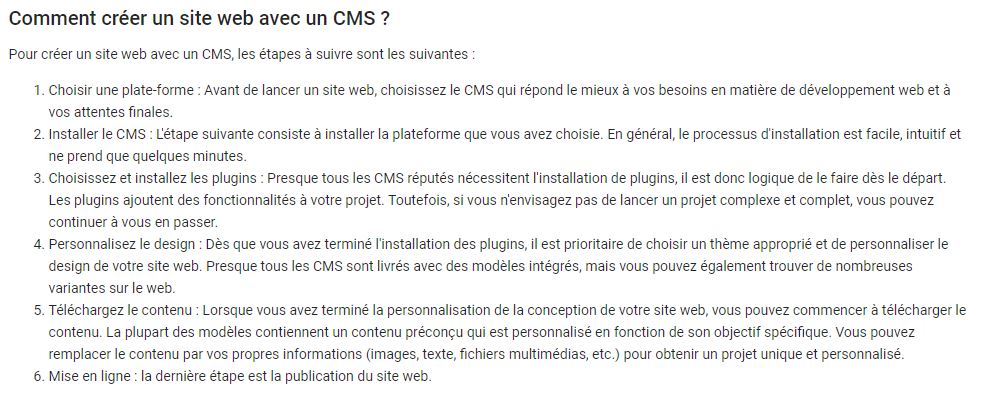 Comment créer un site web avec un CMS ?
Pour créer un site web avec un CMS, les étapes à suivre sont les suivantes :
1. Choisir une plate-forme : Avant de lancer un site web, choisissez le CMS qui répond le mieux à vos besoins en matière de développement web et à
vos attentes finales.
2. Installer le CMS : L'étape suivante consiste à installer la plateforme que vous avez choisie. En général, le processus d'installation est facile, intuitif et
ne prend que quelques minutes.
3. Choisissez et installez les plugins : Presque tous les CMS réputés nécessitent l'installation de plugins, il est donc logique de le faire dès le départ.
Les plugins ajoutent des fonctionnalités à votre projet. Toutefois, si vous n'envisagez pas de lancer un projet complexe et complet, vous pouvez
continuer à vous en passer.
4. Personnalisez le design : Dès que vous avez terminé l'installation des plugins, il est prioritaire de choisir un thème approprié et de personnaliser le
design de votre site web. Presque tous les CMS sont livrés avec des modèles intégrés, mais vous pouvez également trouver de nombreuses
variantes sur le web.
5. Téléchargez le contenu : Lorsque vous avez terminé la personnalisation de la conception de votre site web, vous pouvez commencer à télécharger le
contenu. La plupart des modèles contiennent un contenu préconçu qui est personnalisé en fonction de son objectif spécifique. Vous pouvez
remplacer le contenu par vos propres informations (images, texte, fichiers multimédias, etc.) pour obtenir un projet unique et personnalisé.
6. Mise en ligne : la dernière étape est la publication du site web.